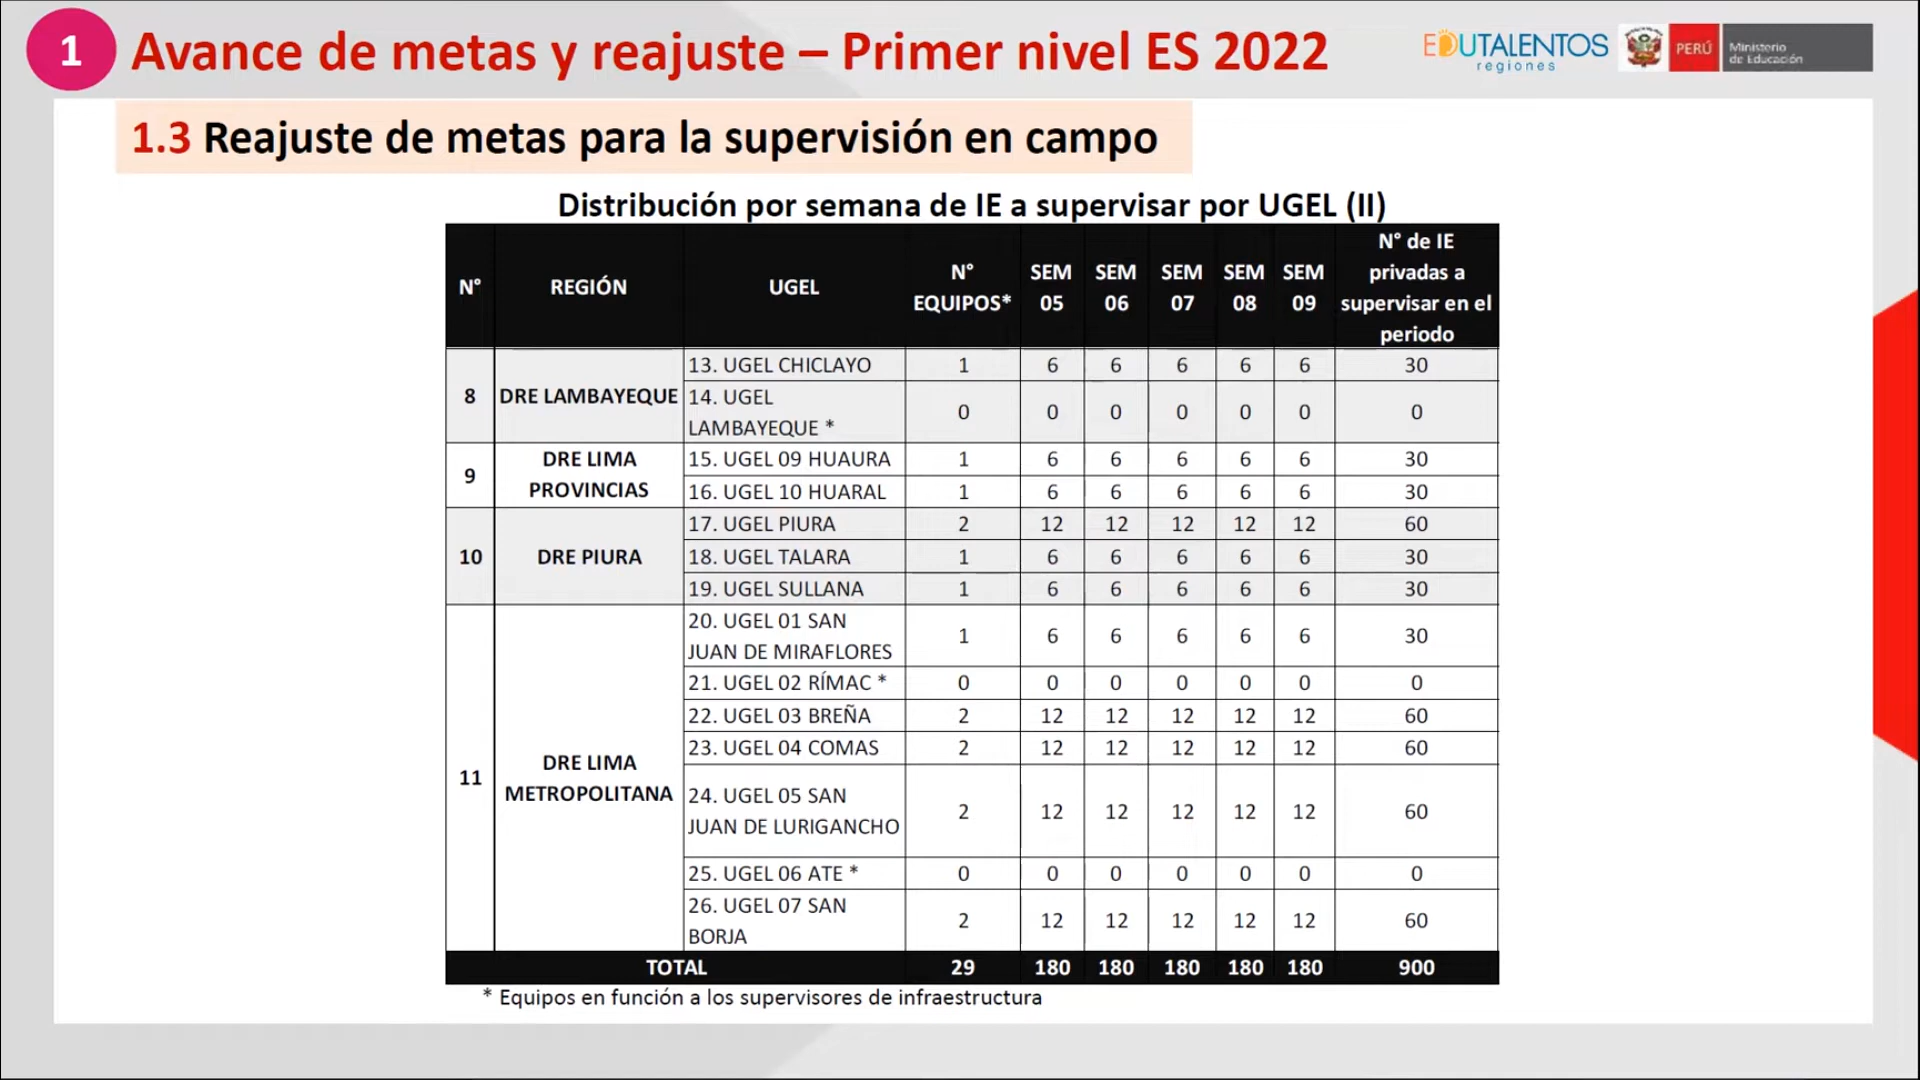 1 Avance de metas y reajuste – Primer nivel ES 2022
EDUTALENTOS
regiones
PERÚ
Ministerio
de Educación
1.3 Reajuste de metas para la supervisión en campo
Distribución por semana de IE a supervisar por UGEL (II)
N° REGIÓN UGEL N° EQUIPOS* SEM 05 SEM 06 SEM 07 SEM 08 SEM 09 N° de IE privadas a supervisar en el periodo
8 DRE LAMBAYEQUE 13. UGEL CHICLAYO 1 6 6 6 6 6 30
14. UGEL LAMBAYEQUE * 0 0 0 0 0 0 0
9 DRE LIMA PROVINCIAS 15. UGEL 09 HUAURA 1 6 6 6 6 6 30
16. UGEL 10 HUARAL 1 6 6 6 6 6 30
10 DRE PIURA 17. UGEL PIURA 2 12 12 12 12 12 60
18. UGEL TALARA 1 6 6 6 6 6 30
19. UGEL SULLANA 1 6 6 6 6 6 30
11 DRE LIMA METROPOLITANA 20. UGEL 01 SAN JUAN DE MIRAFLORES 1 6 6 6 6 6 30
21. UGEL 02 RÍMAC * 0 0 0 0 0 0 0
22. UGEL 03 BREÑA 2 12 12 12 12 12 60
23. UGEL 04 COMAS 2 12 12 12 12 12 60
24. UGEL 05 SAN JUAN DE LURIGANCHO 2 12 12 12 12 12 60
25. UGEL 06 ATE * 0 0 0 0 0 0 0
26. UGEL 07 SAN BORJA 2 12 12 12 12 12 60
TOTAL 29 180 180 180 180 180 900
* Equipos en función a los supervisores de infraestructura